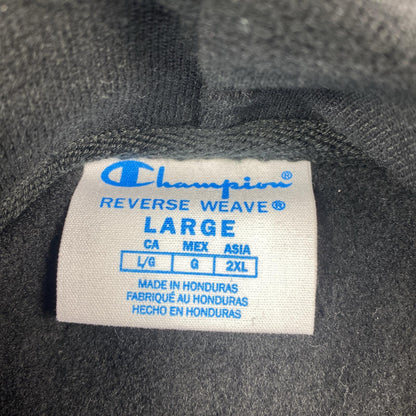 Champion®
REVERSE WEAVE®
LARGE
CA MEX ASIA
L/G G 2XL
MADE IN HONDURAS
FABRIQUÉ AU HONDURAS
HECHO EN HONDURAS